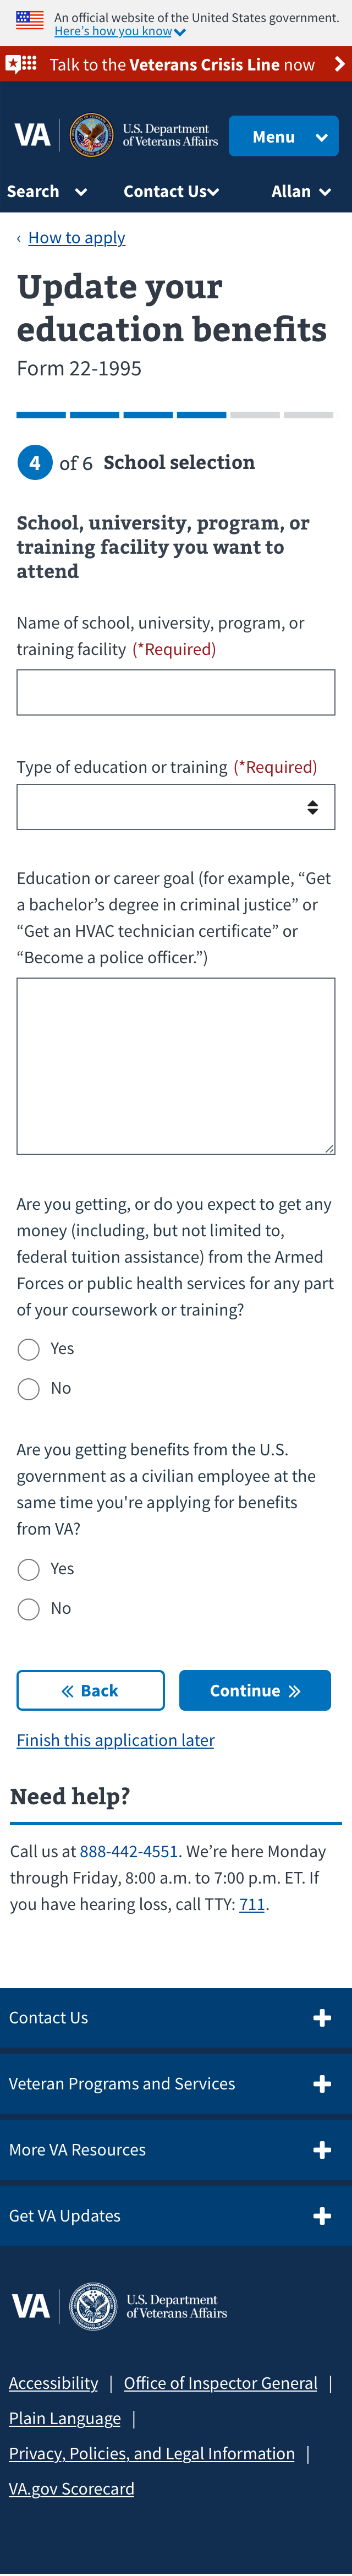 An official website of the United States government.
Here's how you know
Talk to the Veterans Crisis Line now
VA
U.S. Department
of Veterans Affairs
Menu
Search
Contact Us
Allan
‹ How to apply
Update your
education benefits
Form 22-1995
4 of 6 School selection
School, university, program, or
training facility you want to
attend
Name of school, university, program, or
training facility (*Required)
Type of education or training (*Required)
Education or career goal (for example, “Get
a bachelor’s degree in criminal justice” or
“Get an HVAC technician certificate” or
“Become a police officer.”)
Are you getting, or do you expect to get any
money (including, but not limited to,
federal tuition assistance) from the Armed
Forces or public health services for any part
of your coursework or training?
Yes
No
Are you getting benefits from the U.S.
government as a civilian employee at the
same time you're applying for benefits
from VA?
Yes
No
« Back
Continue »
Finish this application later
Need help?
Call us at 888-442-4551. We’re here Monday
through Friday, 8:00 a.m. to 7:00 p.m. ET. If
you have hearing loss, call TTY: 711.
Contact Us
Veteran Programs and Services
More VA Resources
Get VA Updates
VA
U.S. Department
of Veterans Affairs
Accessibility | Office of Inspector General |
Plain Language |
Privacy, Policies, and Legal Information |
VA.gov Scorecard